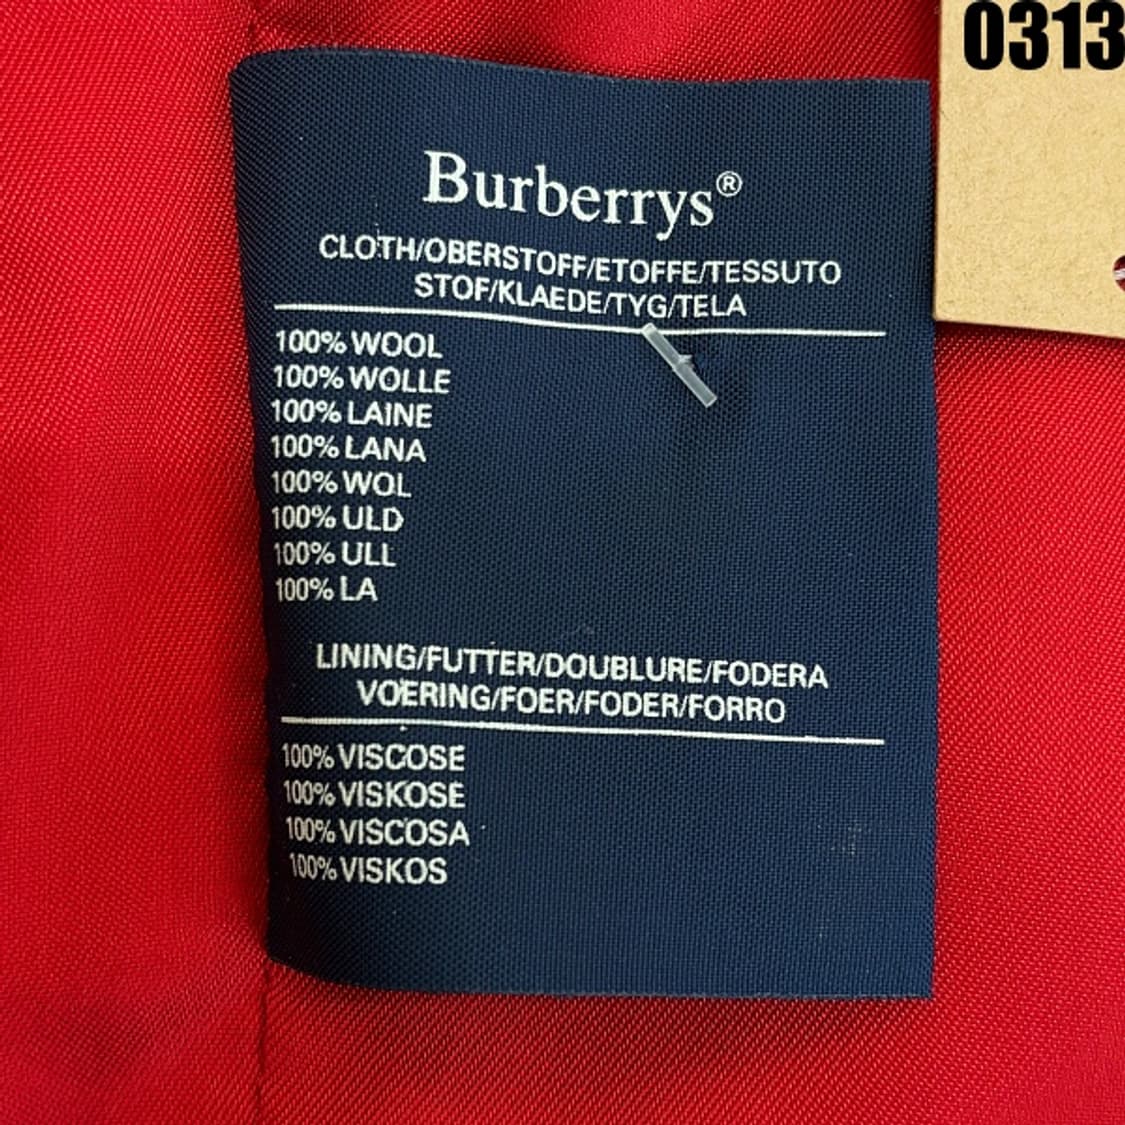 0313
Burberrys®
CLOTH/OBERSTOFF/ETOFFE/TESSUTO
STOF/KLAEDE/TYG/TELA
100% WOOL
100% WOLLE
100% LAINE
100% LANA
100% WOL
100% ULD
100% ULL
100% LA
LINING/FUTTER/DOUBLURE/FODERA
VOERING/FOER/FODER/FORRO
100% VISCOSE
100% VISKOSE
100% VISCOSA
100% VISKOS